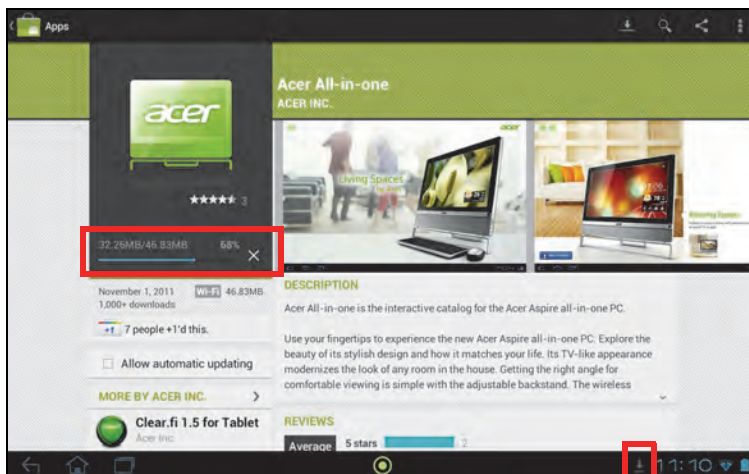 Apps
Acer All-in-one
ACER INC.
acer
3
32.26MB/46.83MB 68%
November 1, 2011 Wi-Fi 46.83MB
1,000+ downloads
+1 7 people +1'd this.
Allow automatic updating
MORE BY ACER INC.
Clear.fi 1.5 for Tablet
Acer Inc.
acer
Living Spaces
DESCRIPTION
Acer All-in-one is the interactive catalog for the Acer Aspire all-in-one PC.
Use your fingertips to experience the new Acer Aspire all-in-one PC. Explore the
beauty of its stylish design and how it matches your life. Its TV-like appearance
modernizes the look of any room in the house. Getting the right angle for
comfortable viewing is simple with the adjustable backstand. The wireless
REVIEWS
Average 5 stars 2
11:10